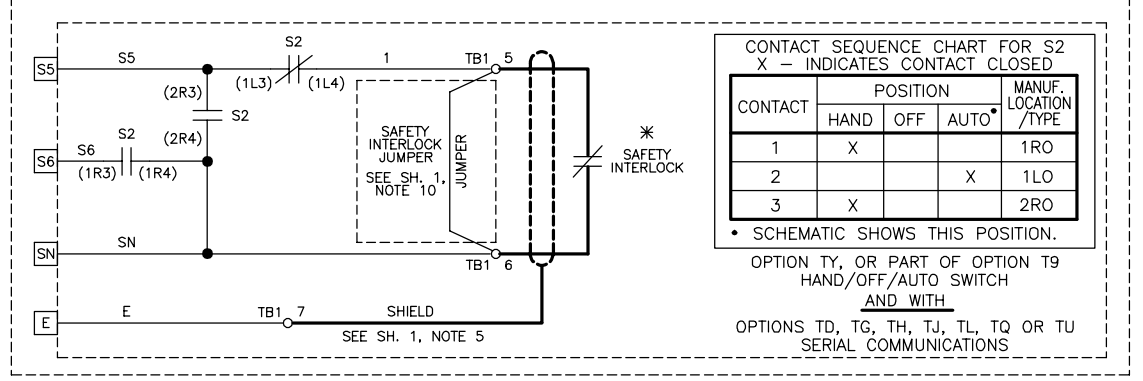 S5
S5
S2
(1L3)
(1L4)
1
TB1
5
(2R3)
S2
(2R4)
S6
S6
S2
(1R3)
(1R4)
SAFETY
INTERLOCK
JUMPER
SEE SH. 1,
NOTE 10
JUMPER
*
SAFETY
INTERLOCK
SN
SN
TB1
6
E
E
TB1
7
SHIELD
SEE SH. 1, NOTE 5
CONTACT SEQUENCE CHART FOR S2
X – INDICATES CONTACT CLOSED
CONTACT
POSITION
MANUF.
LOCATION
/TYPE
HAND OFF AUTO•
1 X 1RO
2 X 1LO
3 X 2RO
• SCHEMATIC SHOWS THIS POSITION.
OPTION TY, OR PART OF OPTION T9
HAND/OFF/AUTO SWITCH
AND WITH
OPTIONS TD, TG, TH, TJ, TL, TQ OR TU
SERIAL COMMUNICATIONS